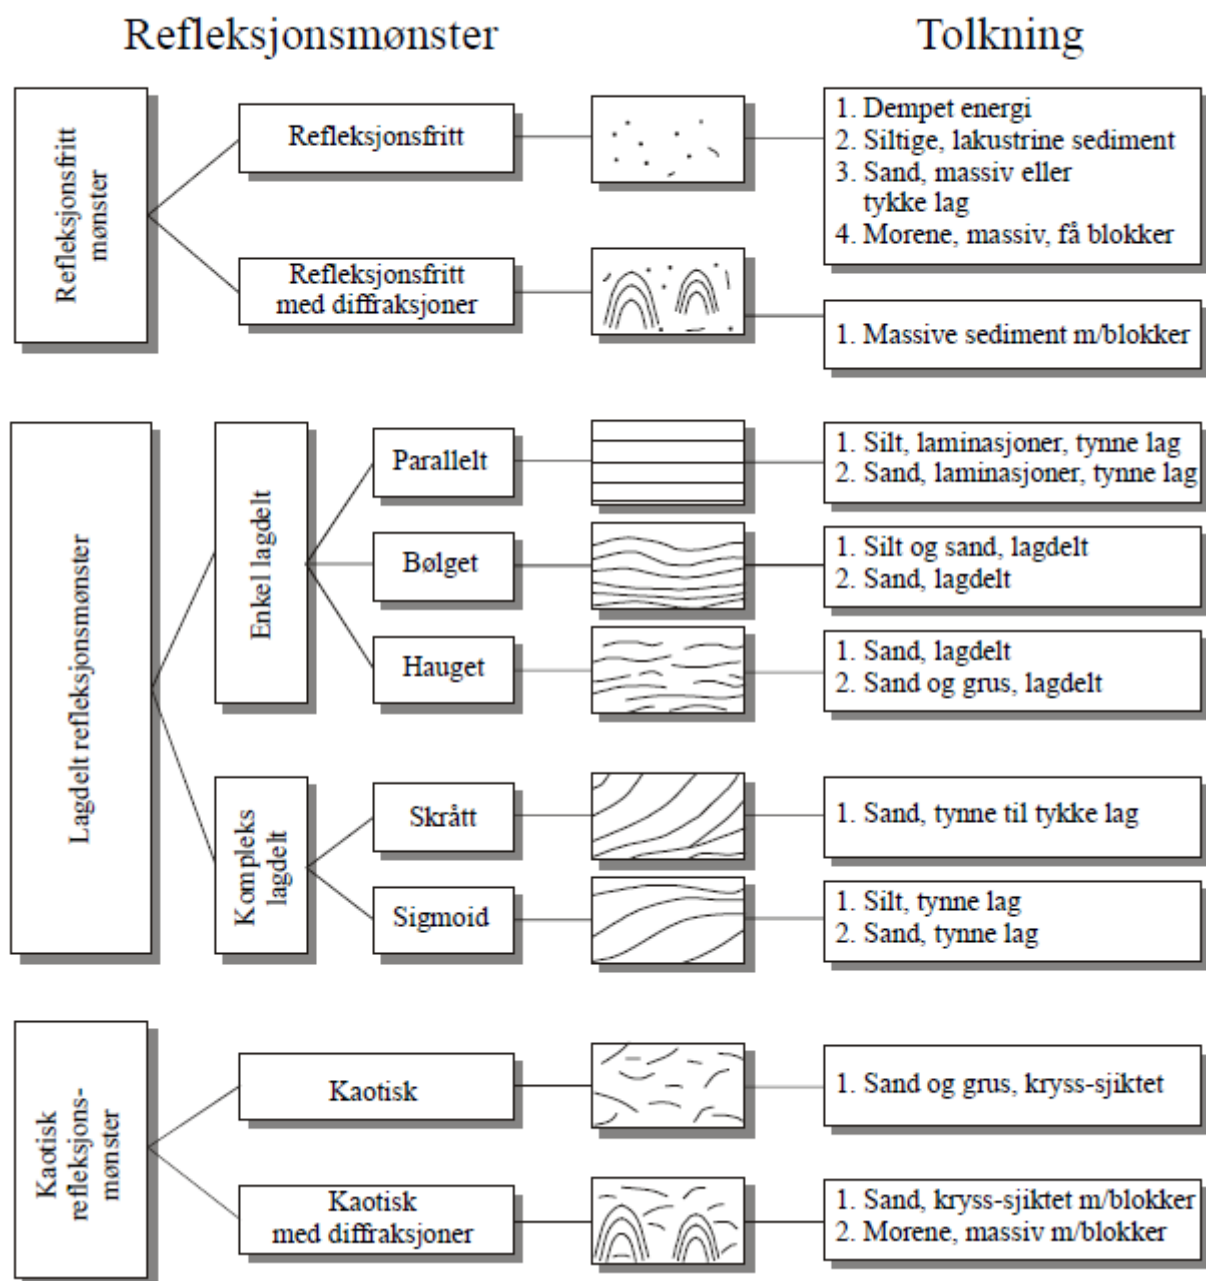 Refleksjonsmønster
Tolkning
Refleksjonsfritt
mønster
Refleksjonsfritt
1. Dempet energi
2. Siltige, lakustrine sediment
3. Sand, massiv eller
tykke lag
4. Morene, massiv, få blokker
Refleksjonsfritt
med diffraksjoner
1. Massive sediment m/blokker
Lagdelt refleksjonsmønster
Enkel lagdelt
Parallelt
1. Silt, laminasjoner, tynne lag
2. Sand, laminasjoner, tynne lag
Bølget
1. Silt og sand, lagdelt
2. Sand, lagdelt
Hauget
1. Sand, lagdelt
2. Sand og grus, lagdelt
Kompleks
lagdelt
Skrått
1. Sand, tynne til tykke lag
Sigmoid
1. Silt, tynne lag
2. Sand, tynne lag
Kaotisk
refleksjons-
mønster
Kaotisk
1. Sand og grus, kryss-sjiktet
Kaotisk
med diffraksjoner
1. Sand, kryss-sjiktet m/blokker
2. Morene, massiv m/blokker